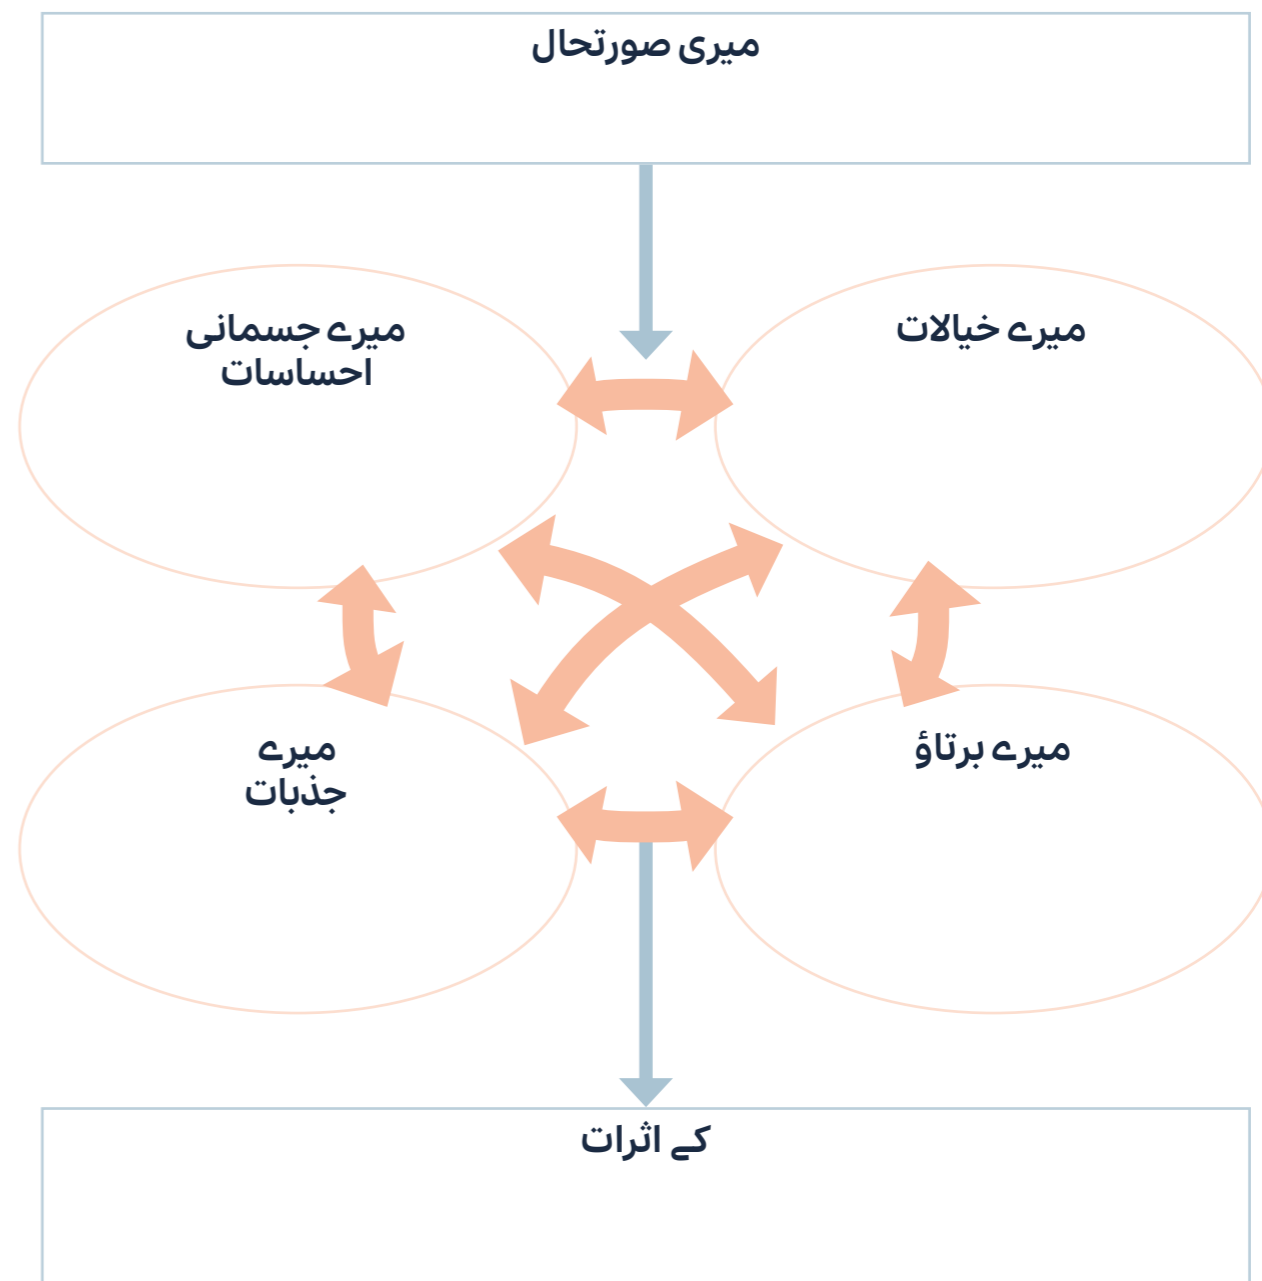 میری صورتحال
میرے خیالات
میرے جسمانی
احساسات
میرے برتاؤ
میرے
جذبات
کے اثرات